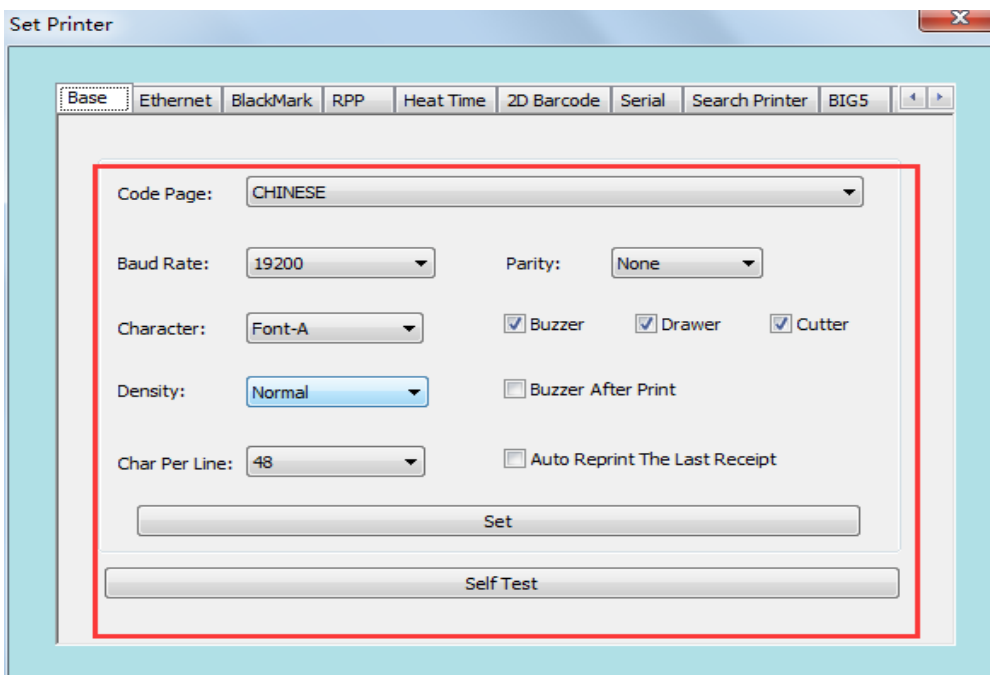 Set Printer
Base Ethernet BlackMark RPP Heat Time 2D Barcode Serial Search Printer BIG5
Code Page: CHINESE
Baud Rate: 19200 Parity: None
Character: Font-A Buzzer Drawer Cutter
Density: Normal Buzzer After Print
Char Per Line: 48 Auto Reprint The Last Receipt
Set
Self Test